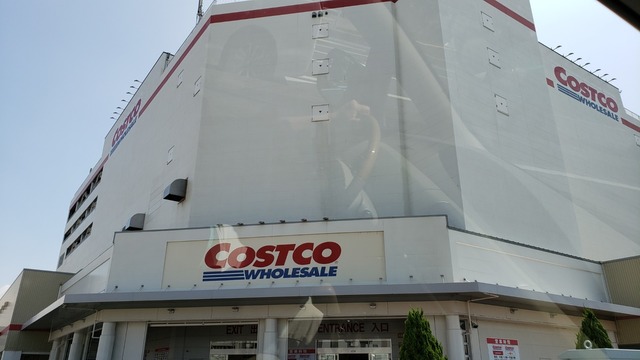 COSTCO
WHOLESALE
COSTCO
WHOLESALE
COSTCO
WHOLESALE
EXIT
ENTRANCE 入口